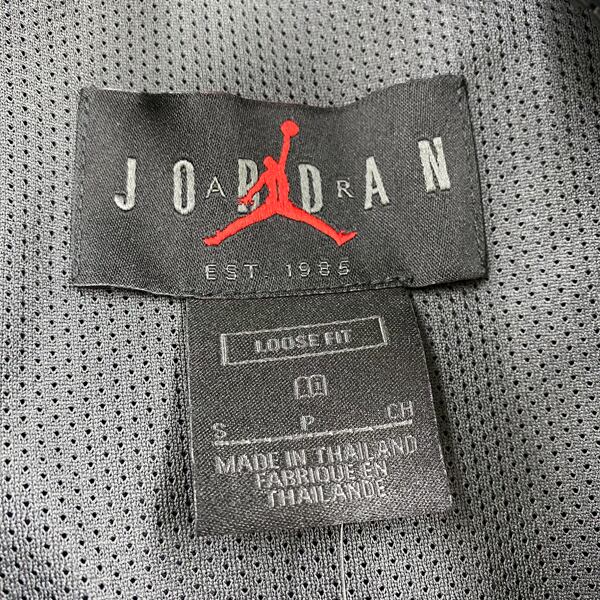 JORDAN
AIR
EST. 1985
LOOSE FIT
S P CH
MADE IN THAILAND
FABRIQUE EN
THAILANDE